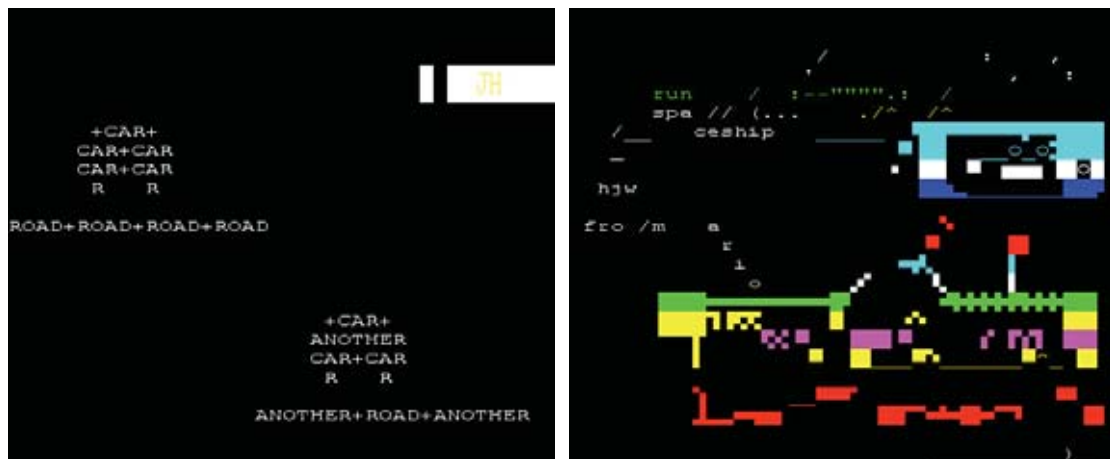 JH
+CAR+
CAR+CAR
CAR+CAR
R R
ROAD+ROAD+ROAD+ROAD
+CAR+
ANOTHER
CAR+CAR
R R
ANOTHER+ROAD+ANOTHER
/
run / :--"""".: /
spa // (... ./^ /^
/__ ceship
hjw
fro /m a
r
i
o
)